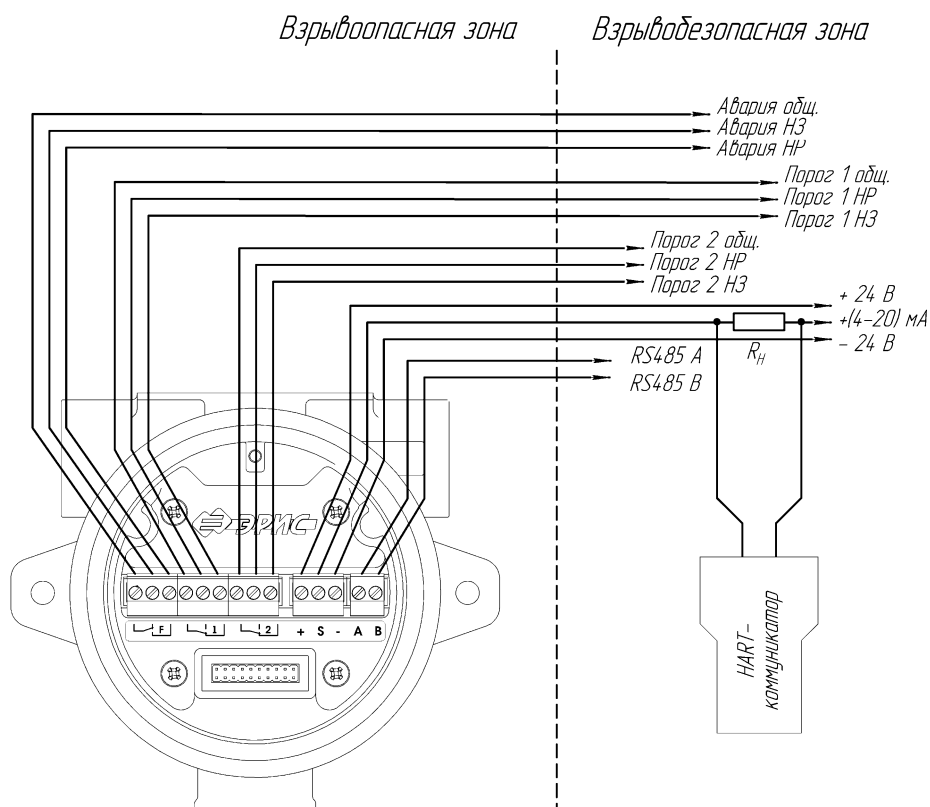 Взрывоопасная зона
Взрывобезопасная зона
Авария общ.
Авария НЗ
Авария НР
Порог 1 общ.
Порог 1 НР
Порог 1 НЗ
Порог 2 общ.
Порог 2 НР
Порог 2 НЗ
+ 24 В
+(4-20) мА
- 24 В
RS485 A
RS485 B
RН
ЭРИС
F 1 2 + S - A B
HART-
коммуникатор